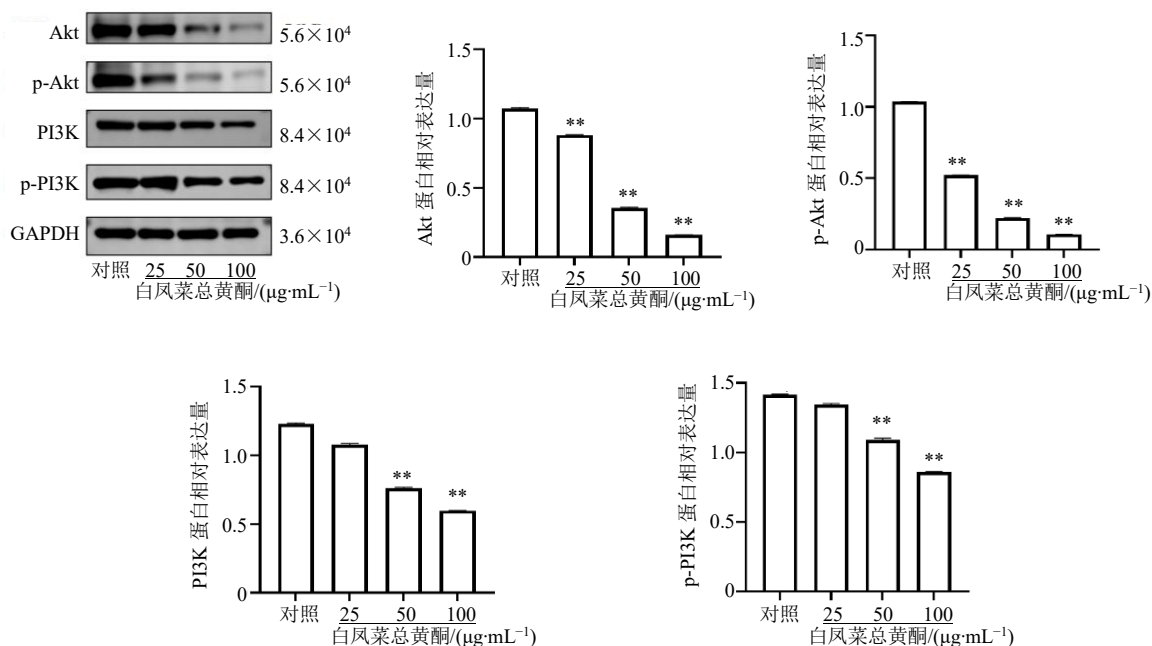 Akt 5.6×10⁴
p-Akt 5.6×10⁴
PI3K 8.4×10⁴
p-PI3K 8.4×10⁴
GAPDH 3.6×10⁴
对照 25 50 100
白凤菜总黄酮/(μg·mL⁻¹)
Akt 蛋白相对表达量
1.5
1.0
0.5
0
** ** **
对照 25 50 100
白凤菜总黄酮/(μg·mL⁻¹)
p-Akt 蛋白相对表达量
1.5
1.0
0.5
0
** ** **
对照 25 50 100
白凤菜总黄酮/(μg·mL⁻¹)
PI3K 蛋白相对表达量
1.5
1.0
0.5
0
** **
对照 25 50 100
白凤菜总黄酮/(μg·mL⁻¹)
p-PI3K 蛋白相对表达量
1.5
1.0
0.5
0
** **
对照 25 50 100
白凤菜总黄酮/(μg·mL⁻¹)